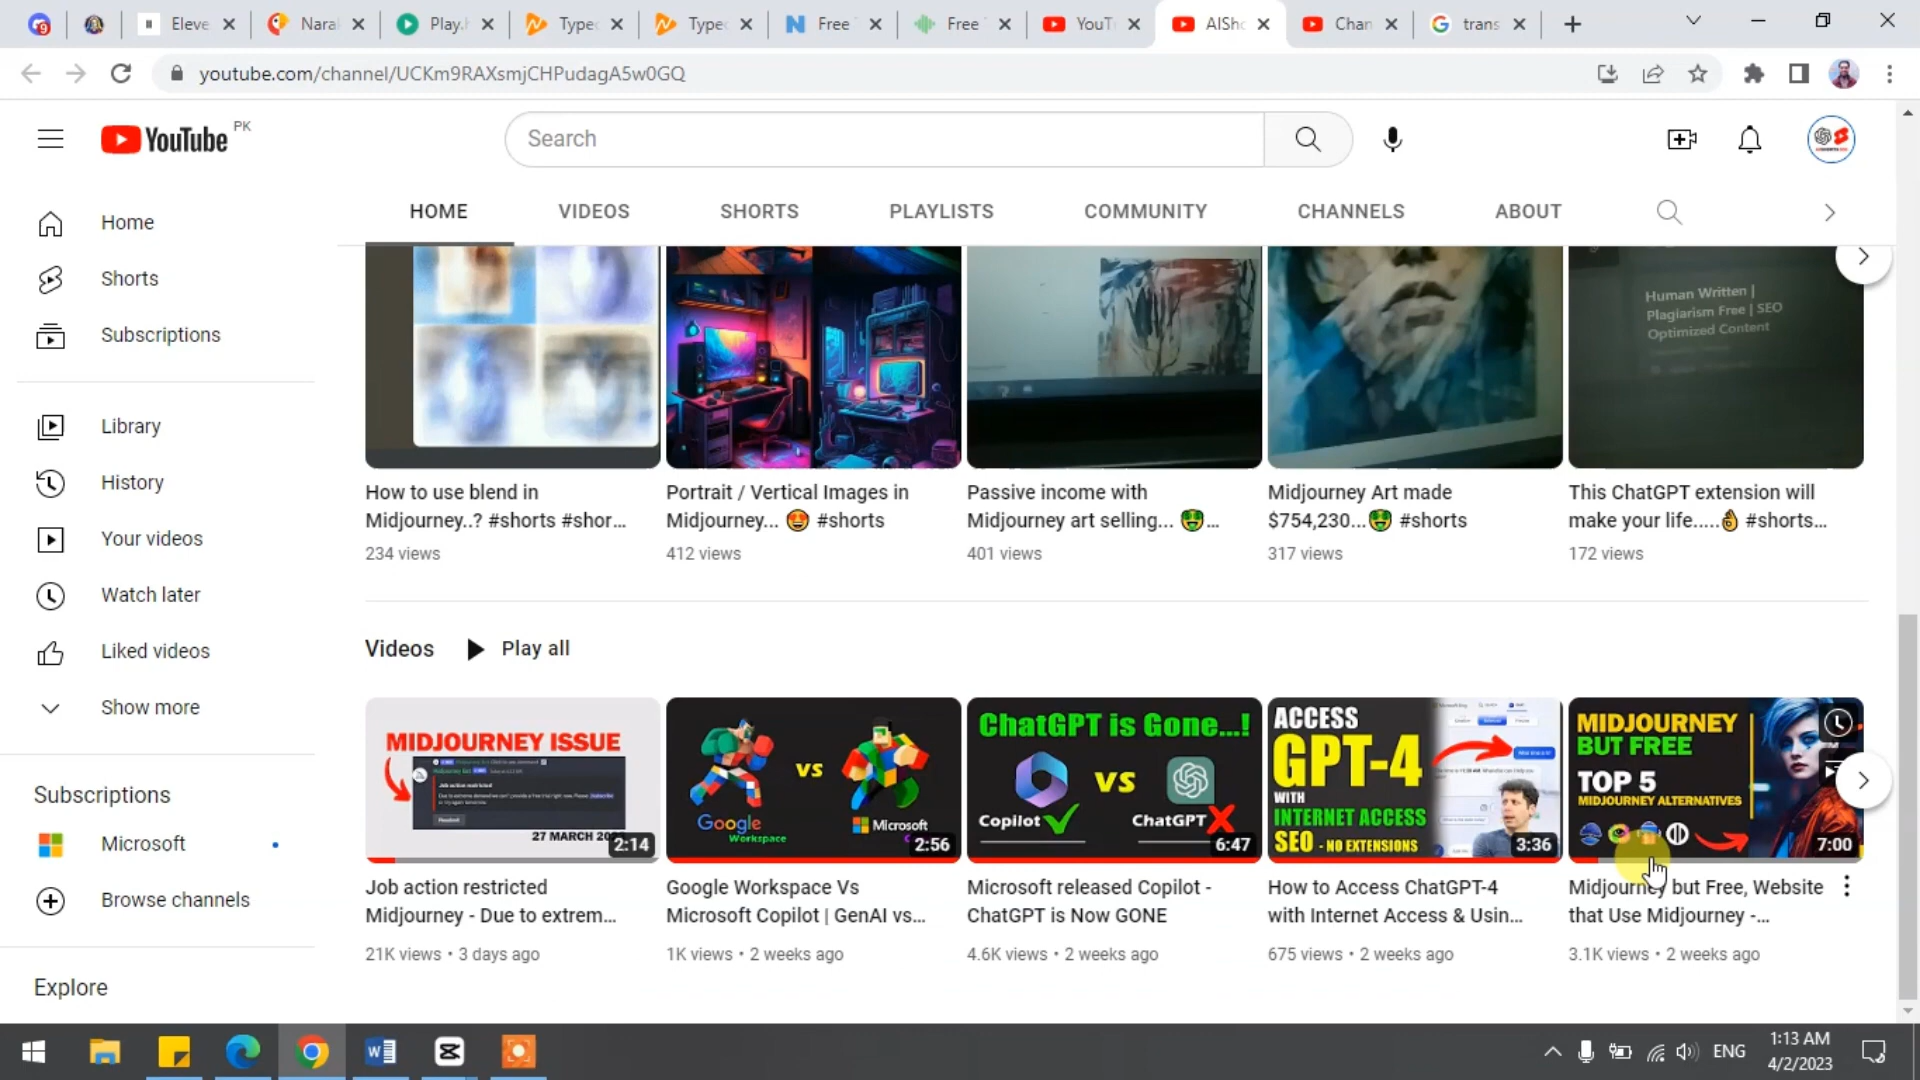 Eleve
Nara
Play.h
Typec
Typec
Free
Free
YouT
AISho
Chan
trans
youtube.com/channel/UCKm9RAXsmjCHPudagA5w0GQ
YouTube PK
Search
Home
Shorts
Subscriptions
Library
History
Your videos
Watch later
Liked videos
Show more
Subscriptions
Microsoft
Browse channels
Explore
HOME
VIDEOS
SHORTS
PLAYLISTS
COMMUNITY
CHANNELS
ABOUT
Human Written |
Plagiarism Free | SEO
Optimized Content
How to use blend in
Midjourney..? #shorts #shor...
234 views
Portrait / Vertical Images in
Midjourney... 😍 #shorts
412 views
Passive income with
Midjourney art selling... 🤑...
401 views
Midjourney Art made
$754,230...🤑 #shorts
317 views
This ChatGPT extension will
make your life.....👌 #shorts...
172 views
Videos
Play all
MIDJOURNEY ISSUE
Job action restricted
27 MARCH
2:14
Job action restricted
Midjourney - Due to extrem...
21K views • 3 days ago
VS
Google
Workspace
Microsoft
2:56
Google Workspace Vs
Microsoft Copilot | GenAI vs...
1K views • 2 weeks ago
ChatGPT is Gone...!
VS
Copilot
ChatGPT
6:47
Microsoft released Copilot -
ChatGPT is Now GONE
4.6K views • 2 weeks ago
ACCESS
GPT-4
WITH
INTERNET ACCESS
SEO - NO EXTENSIONS
3:36
How to Access ChatGPT-4
with Internet Access & Usin...
675 views • 2 weeks ago
MIDJOURNEY
BUT FREE
TOP 5
MIDJOURNEY ALTERNATIVES
7:00
Midjourney but Free, Website
that Use Midjourney -...
3.1K views • 2 weeks ago
ENG
1:13 AM
4/2/2023